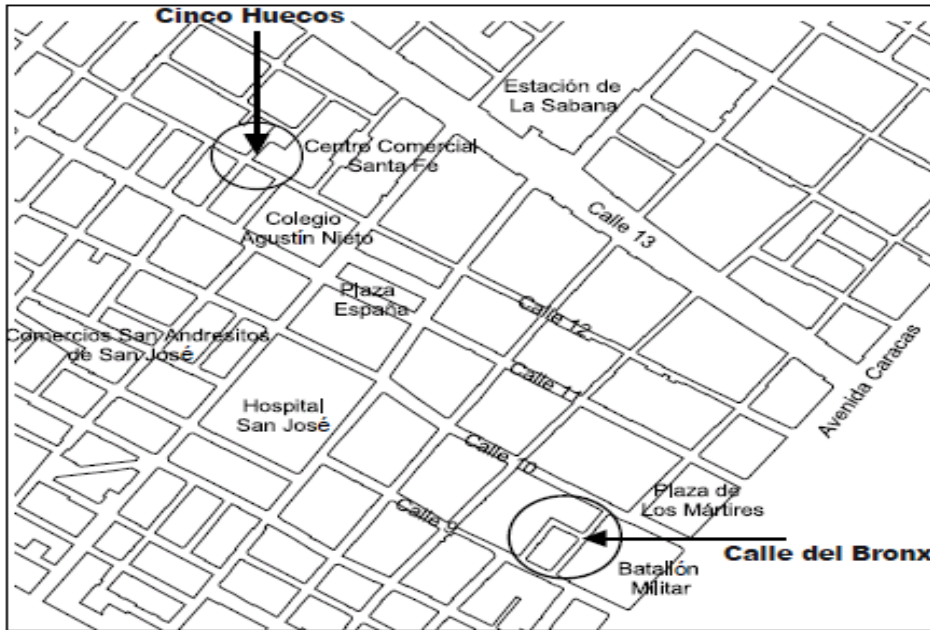 Cinco Huecos
Estación de
La Sabana
Centro Comercial
Santa Fe
Calle 13
Colegio
Agustín Nieto
Plaza
España
Calle 12
Comercios San Andresitos
de San José
Avenida Caracas
Calle 11
Hospital
San José
Calle 10
Plaza de
Los Mártires
Calle 9
Calle del Bronx
Batallón
Militar